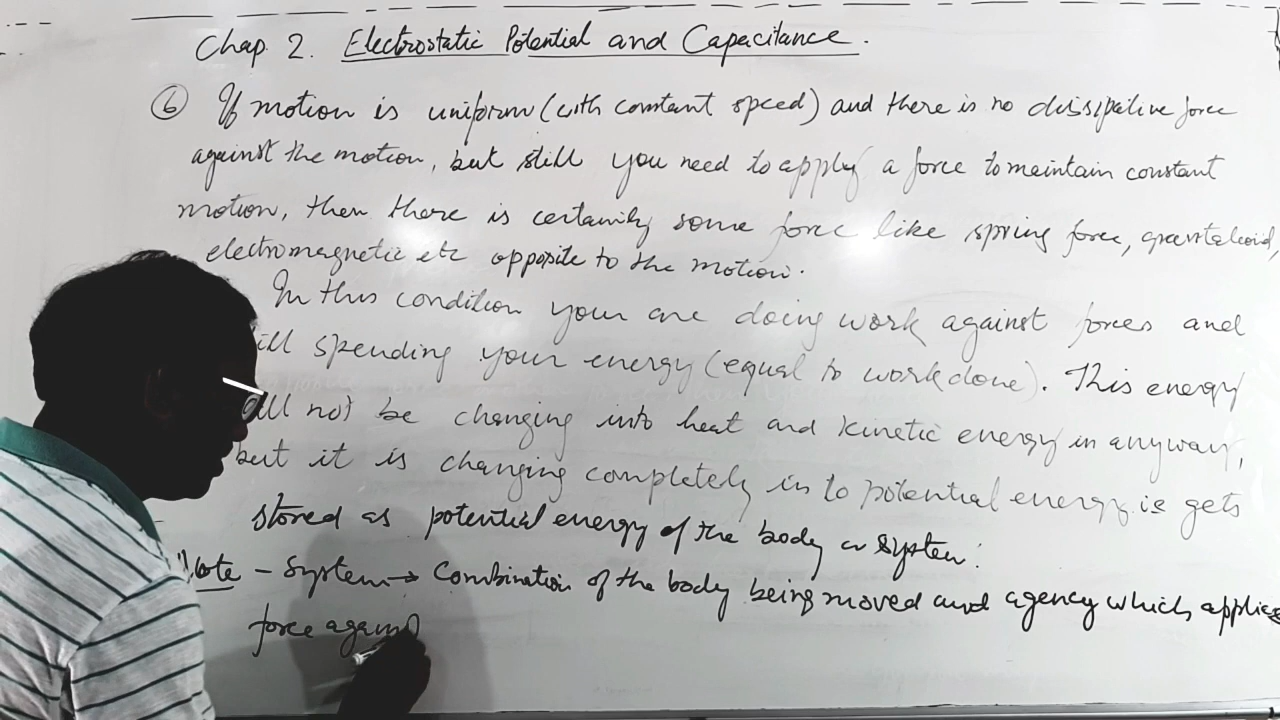 Chap 2. Electrostatic Potential and Capacitance.
⑥ If motion is uniform (with constant speed) and there is no dissipative force
against the motion, but still you need to apply a force to maintain constant
motion, then there is certainly some force like spring force, gravitational,
electromagnetic etc opposite to the motion.
In this condition your are doing work against forces and
spending your energy (equal to work done). This energy
not be changing into heat and kinetic energy in anyway,
but it is changing completely in to potential energy. ie gets
stored as potential energy of the body or system.
Note - System → Combination of the body being moved and agency which applies
force against